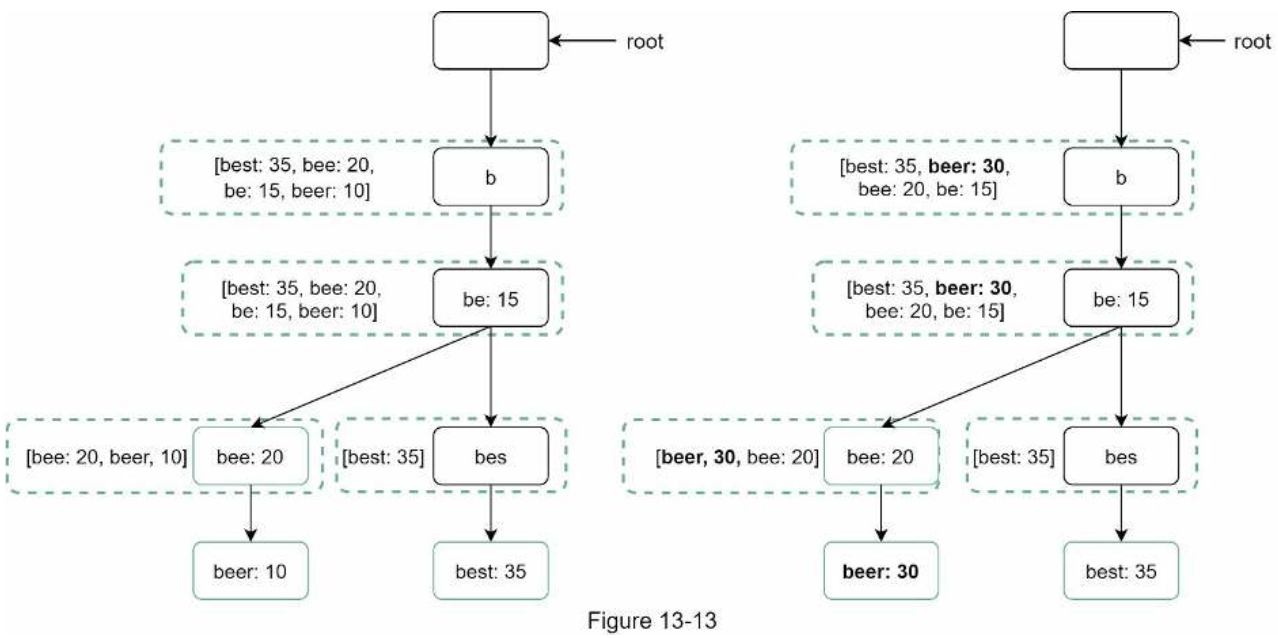 root
b
[best: 35, bee: 20,
be: 15, beer: 10]
[best: 35, bee: 20,
be: 15, beer: 10]
be: 15
[bee: 20, beer, 10]
bee: 20
[best: 35]
bes
beer: 10
best: 35
root
[best: 35, beer: 30,
bee: 20, be: 15]
b
[best: 35, beer: 30,
bee: 20, be: 15]
be: 15
[beer, 30, bee: 20]
bee: 20
[best: 35]
bes
beer: 30
best: 35
Figure 13-13